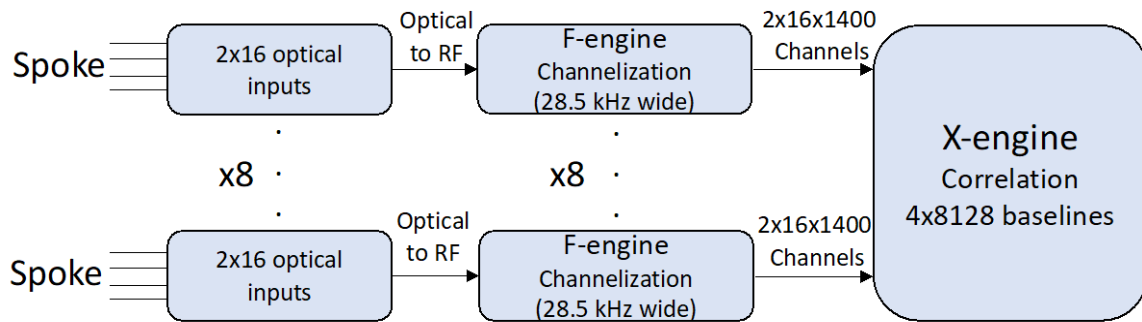 Spoke
2x16 optical
inputs
Optical
to RF
F-engine
Channelization
(28.5 kHz wide)
2x16x1400
Channels
x8
x8
X-engine
Correlation
4x8128 baselines
Spoke
2x16 optical
inputs
Optical
to RF
F-engine
Channelization
(28.5 kHz wide)
2x16x1400
Channels